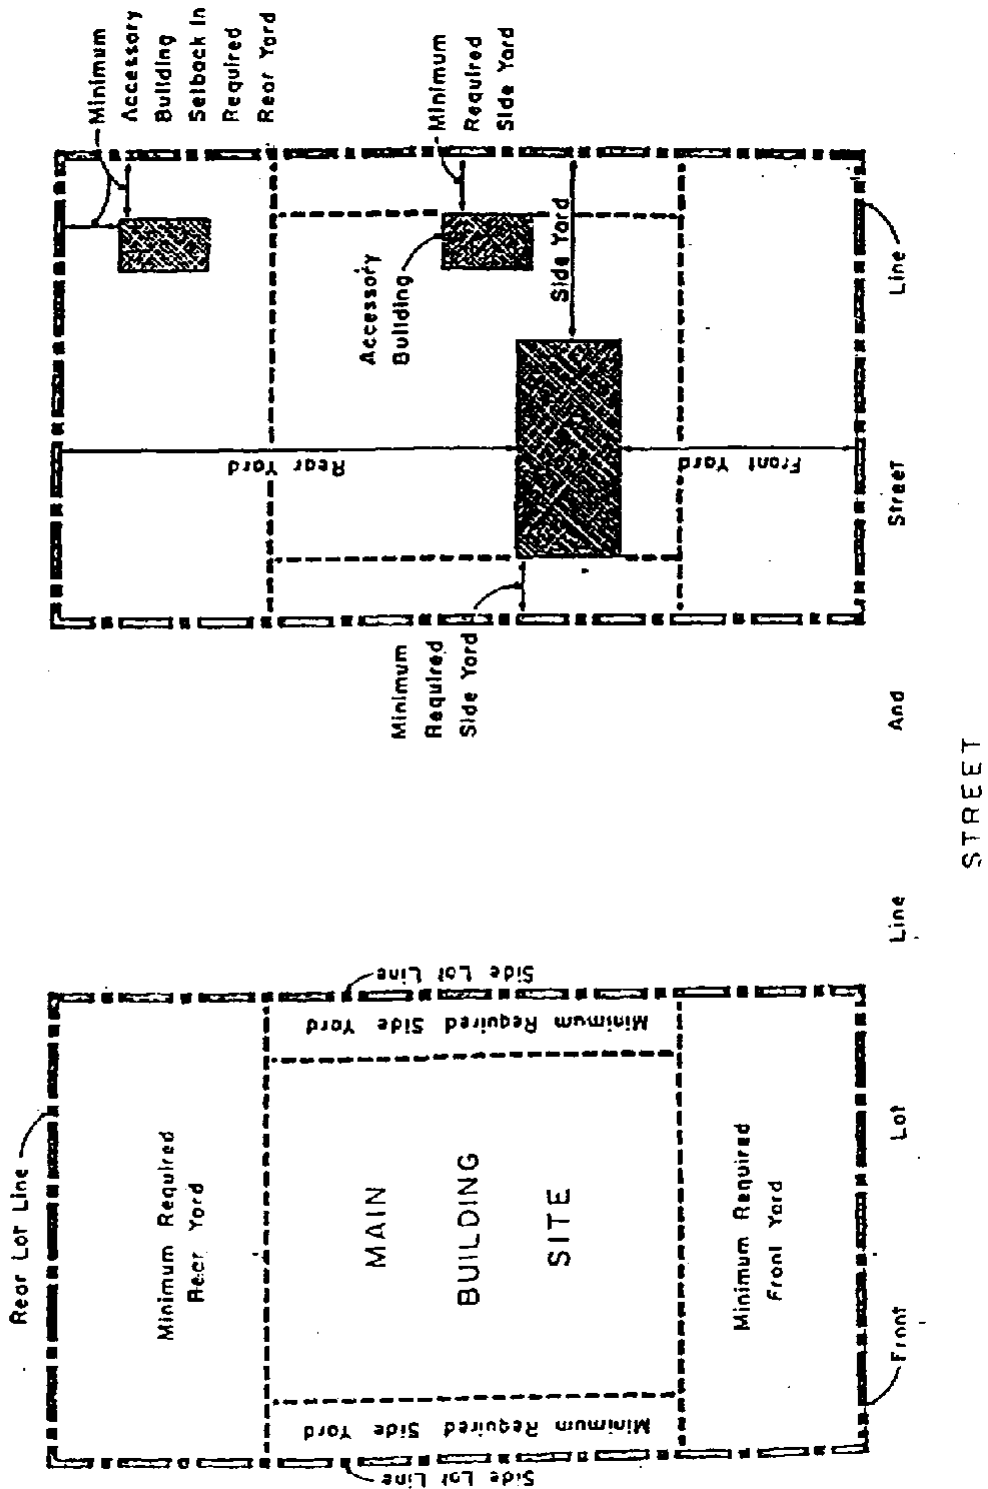 Rear Lot Line
Minimum Required
Rear Yard
Side Lot Line
Minimum Required Side Yard
MAIN
BUILDING
SITE
Minimum Required Side Yard
Side Lot Line
Minimum Required
Front Yard
Minimum
Accessory
Building
Setback In
Required
Rear Yard
Rear Yard
Accessory
Building
Minimum
Required
Side Yard
Side Yard
Minimum
Required
Side Yard
Front Yard
Front Lot Line And Street Line
STREET